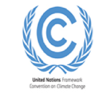 United Nations Framework
Convention on Climate Change